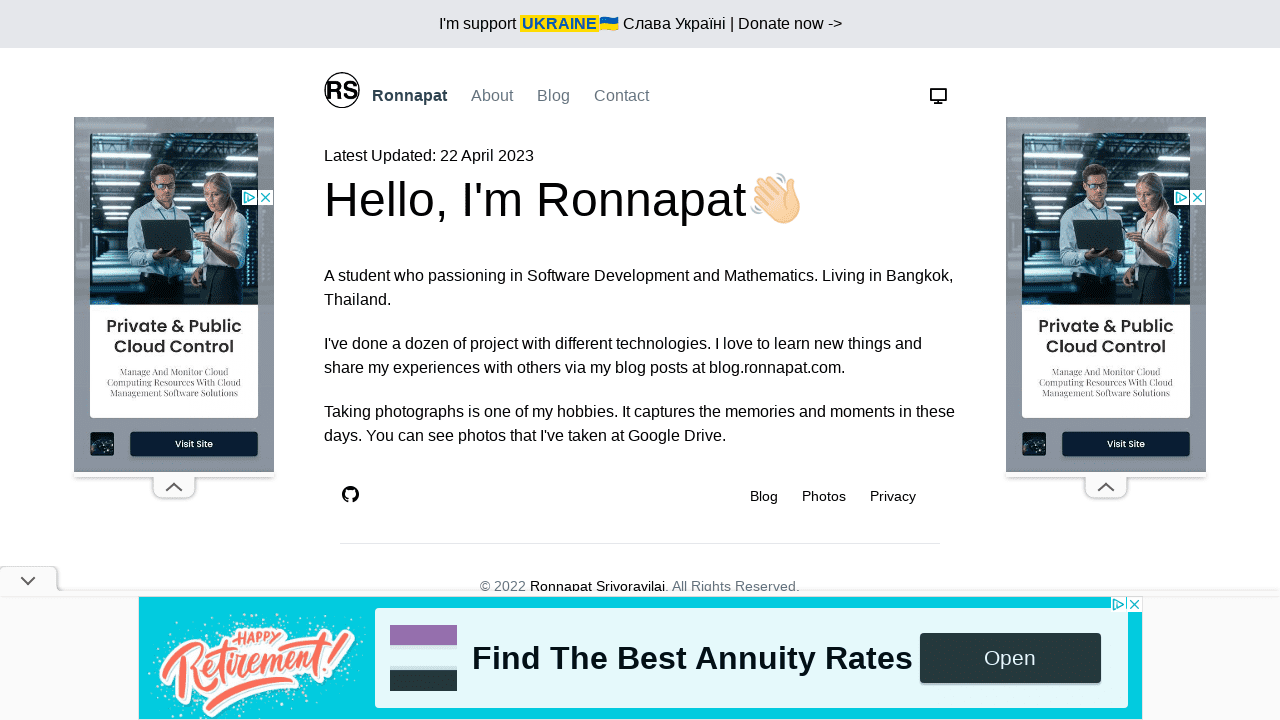 I'm support UKRAINE🇺🇦 Слава Україні | Donate now ->
RS Ronnapat About Blog Contact
Latest Updated: 22 April 2023
Hello, I'm Ronnapat👋🏻
A student who passioning in Software Development and Mathematics. Living in Bangkok,
Thailand.
I've done a dozen of project with different technologies. I love to learn new things and
share my experiences with others via my blog posts at blog.ronnapat.com.
Taking photographs is one of my hobbies. It captures the memories and moments in these
days. You can see photos that I've taken at Google Drive.
Blog Photos Privacy
© 2022 Ronnapat Srivoravilai. All Rights Reserved.
Private & Public
Cloud Control
Manage And Monitor Cloud
Computing Resources With Cloud
Management Software Solutions
Visit Site
Private & Public
Cloud Control
Manage And Monitor Cloud
Computing Resources With Cloud
Management Software Solutions
Visit Site
HAPPY
Retirement!
Find The Best Annuity Rates
Open